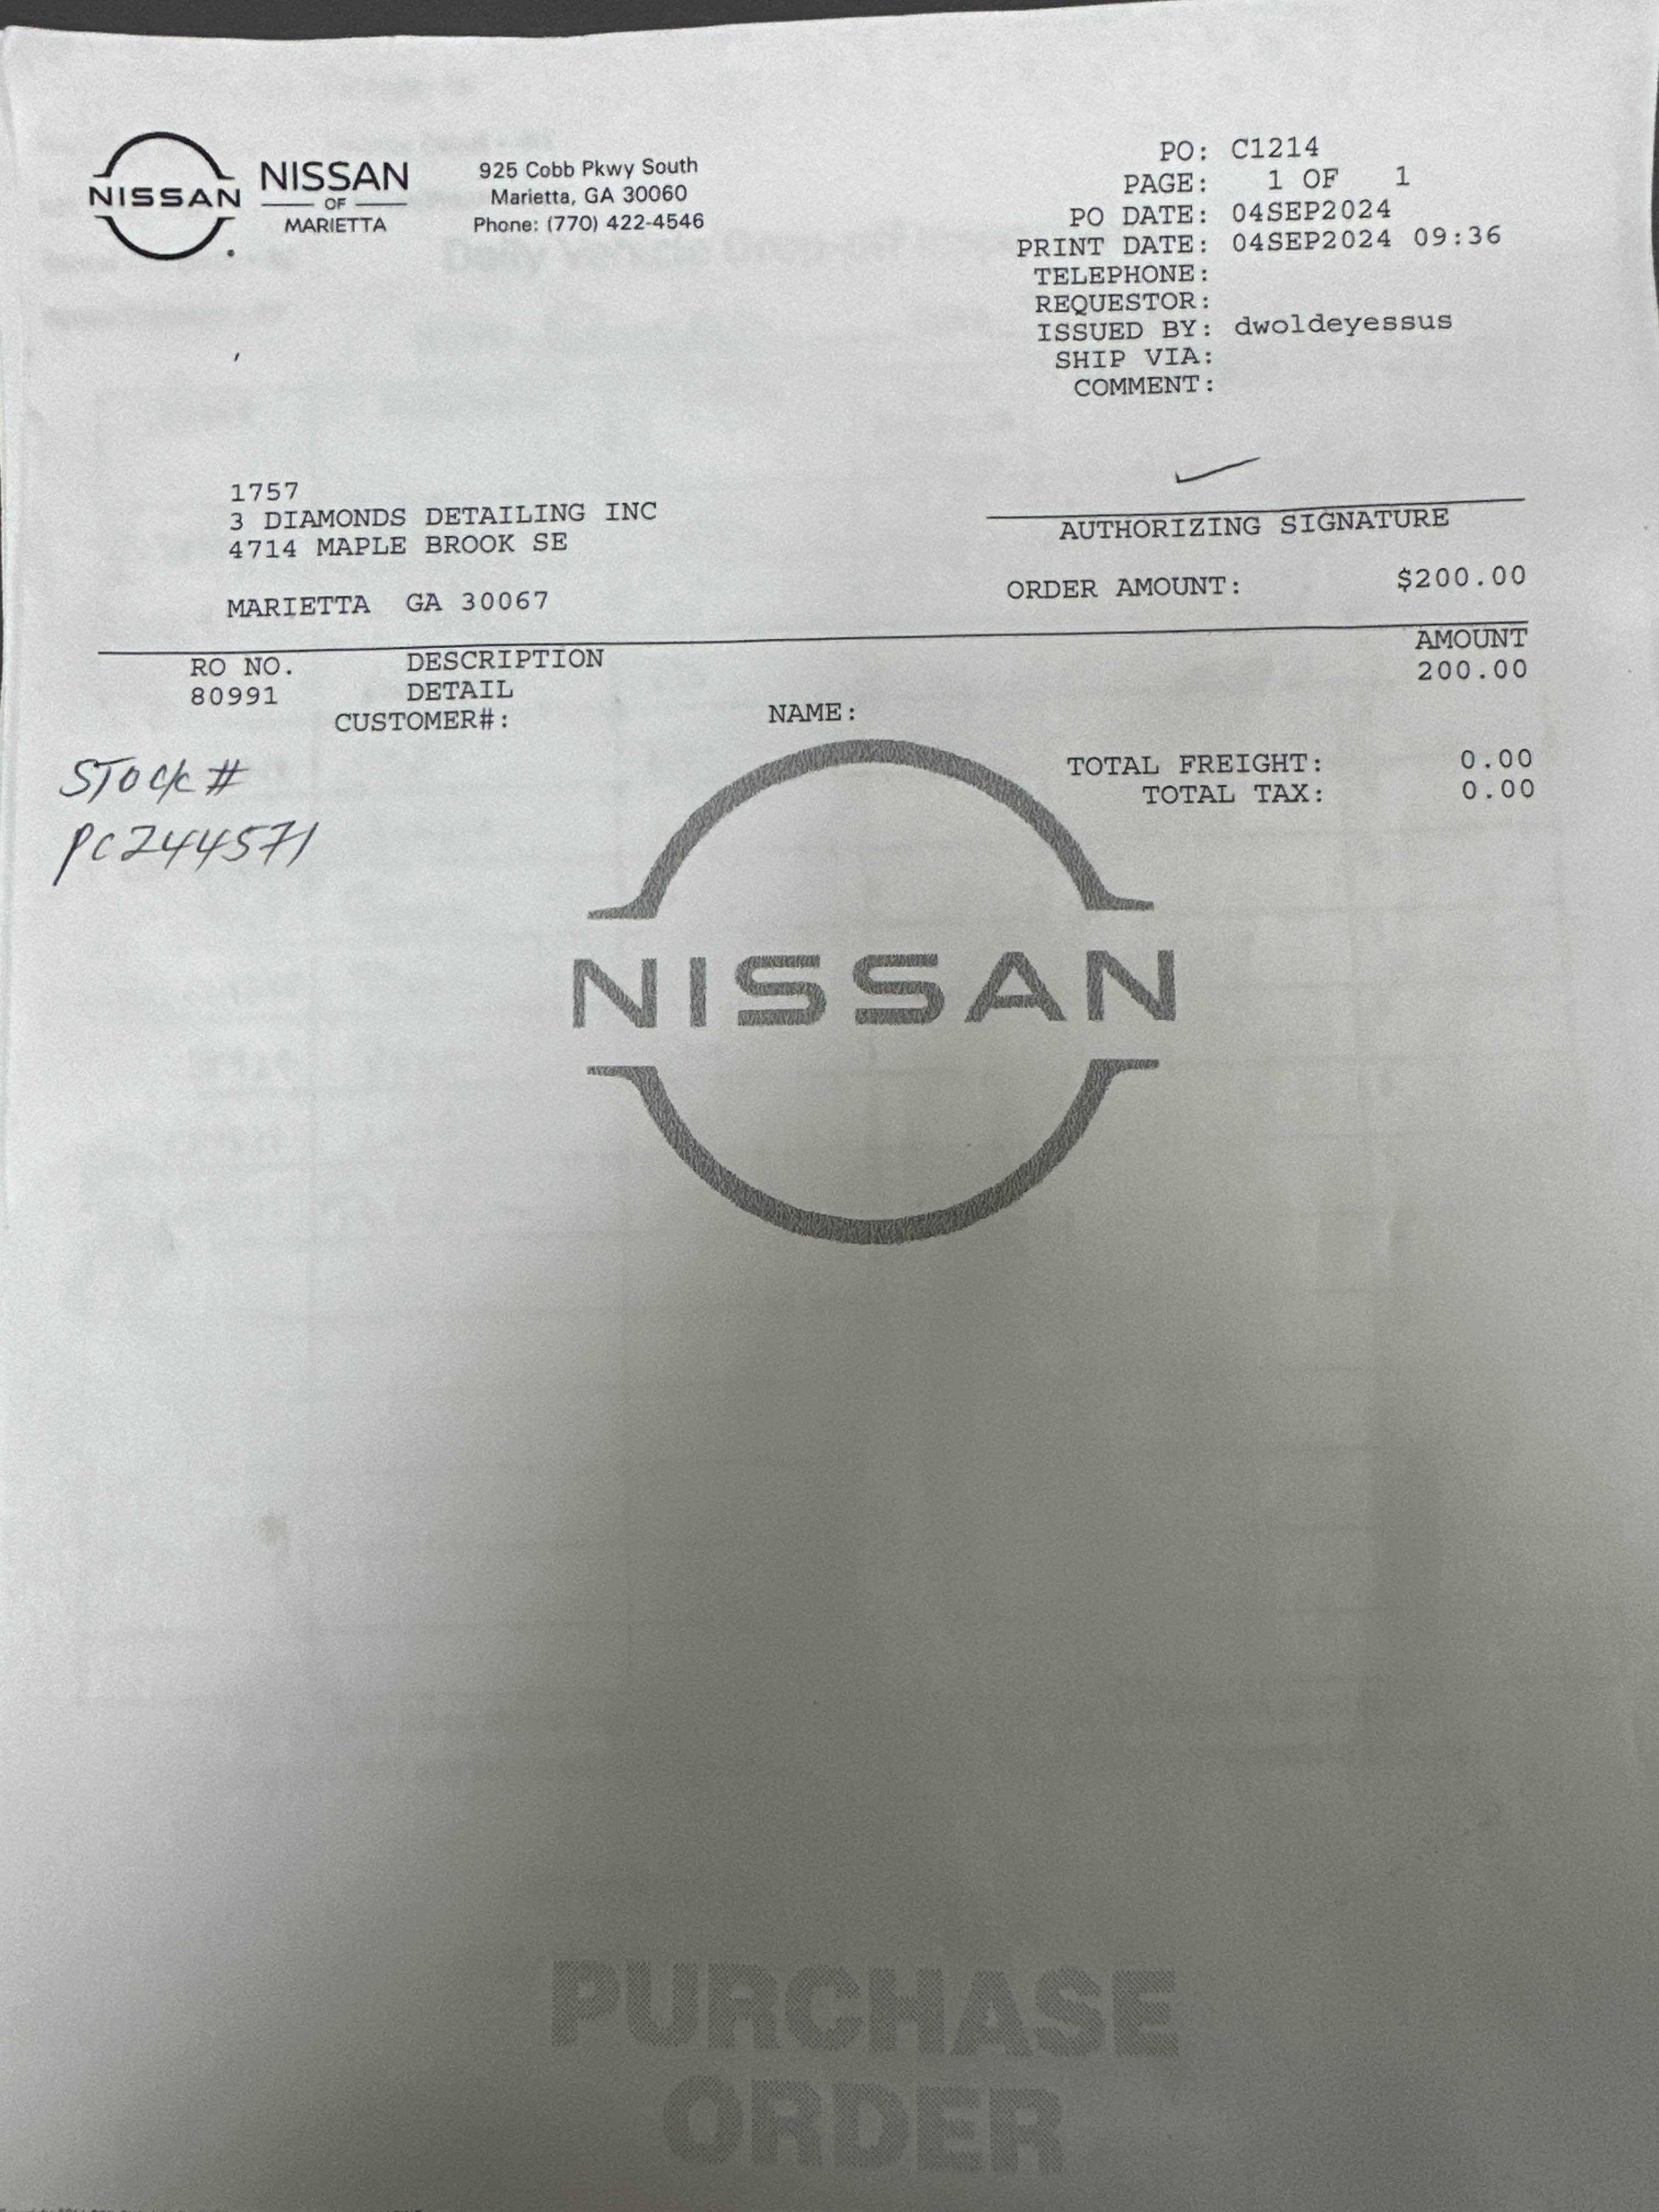 NISSAN
NISSAN
OF
MARIETTA
925 Cobb Pkwy South
Marietta, GA 30060
Phone: (770) 422-4546
PO: C1214
PAGE: 1 OF 1
PO DATE: 04SEP2024
PRINT DATE: 04SEP2024 09:36
TELEPHONE:
REQUESTOR:
ISSUED BY: dwoldeyessus
SHIP VIA:
COMMENT:
1757
3 DIAMONDS DETAILING INC
4714 MAPLE BROOK SE
MARIETTA GA 30067
AUTHORIZING SIGNATURE
ORDER AMOUNT: $200.00
RO NO. DESCRIPTION AMOUNT
80991 DETAIL 200.00
CUSTOMER#: NAME:
TOTAL FREIGHT: 0.00
TOTAL TAX: 0.00
STOCK #
PC244571
NISSAN
PURCHASE
ORDER